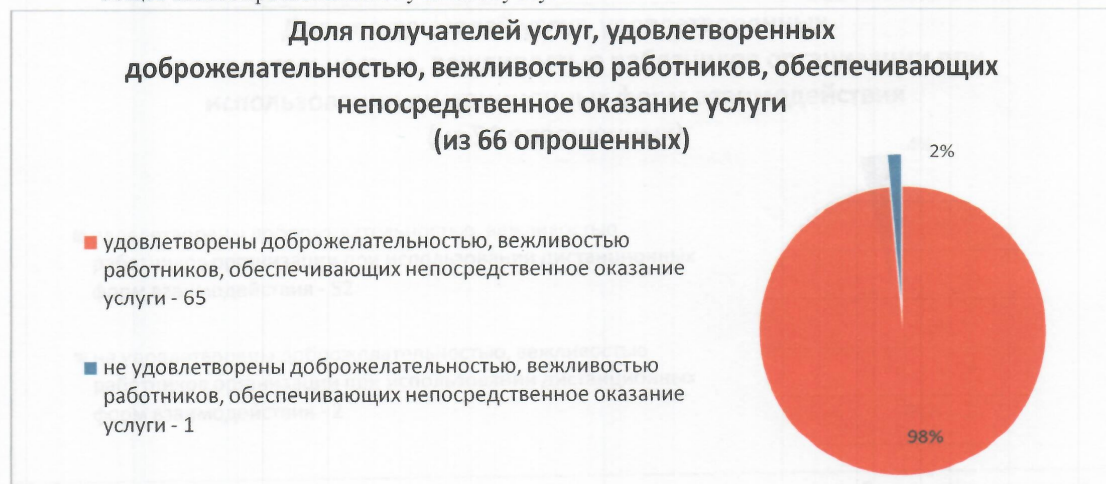 Доля получателей услуг, удовлетворенных
доброжелательностью, вежливостью работников, обеспечивающих
непосредственное оказание услуги
(из 66 опрошенных)
2%
удовлетворены доброжелательностью, вежливостью
работников, обеспечивающих непосредственное оказание
услуги - 65
не удовлетворены доброжелательностью, вежливостью
работников, обеспечивающих непосредственное оказание
услуги - 1
98%